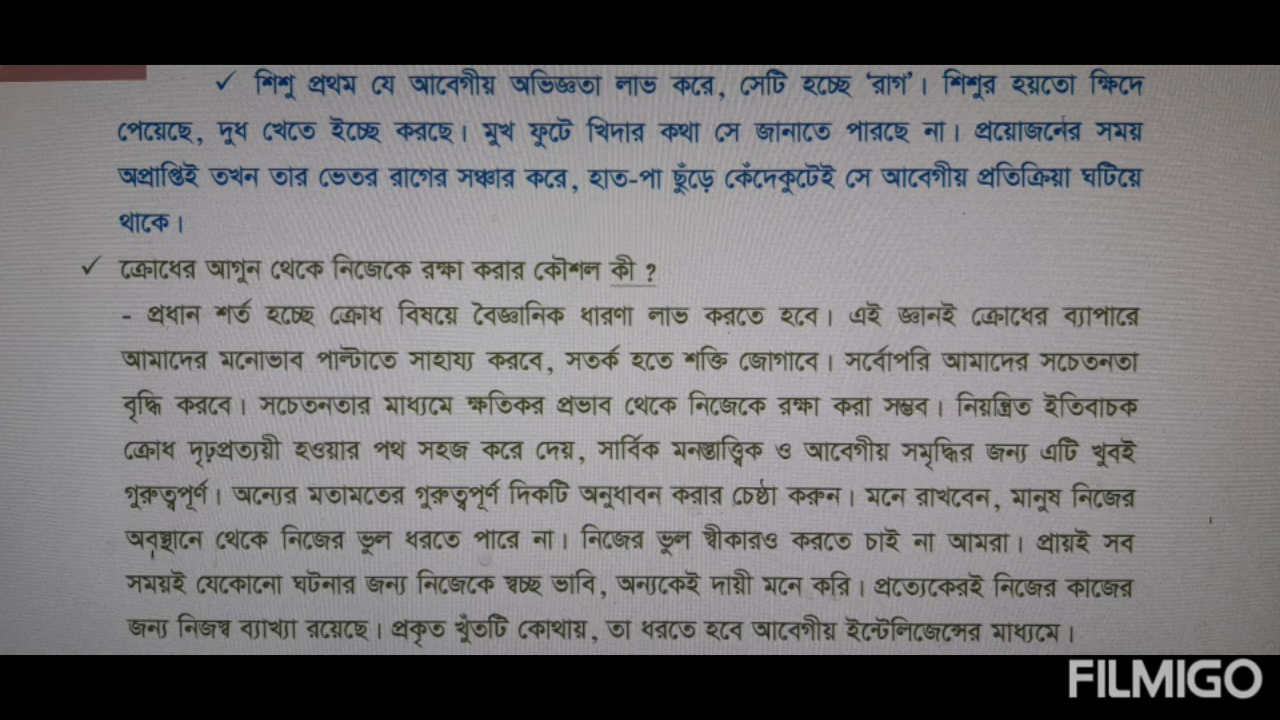 ✓ শিশু প্রথম যে আবেগীয় অভিজ্ঞতা লাভ করে, সেটি হচ্ছে ‘রাগ’। শিশুর হয়তো ক্ষিদে
পেয়েছে, দুধ খেতে ইচ্ছে করছে। মুখ ফুটে খিদার কথা সে জানাতে পারছে না। প্রয়োজনের সময়
অপ্রাপ্তিই তখন তার ভেতর রাগের সঞ্চার করে, হাত-পা ছুঁড়ে কেঁদেকুটেই সে আবেগীয় প্রতিক্রিয়া ঘটিয়ে
থাকে।
✓ ক্রোধের আগুন থেকে নিজেকে রক্ষা করার কৌশল কী ?
- প্রধান শর্ত হচ্ছে ক্রোধ বিষয়ে বৈজ্ঞানিক ধারণা লাভ করতে হবে। এই জ্ঞানই ক্রোধের ব্যাপারে
আমাদের মনোভাব পাল্টাতে সাহায্য করবে, সতর্ক হতে শক্তি জোগাবে। সর্বোপরি আমাদের সচেতনতা
বৃদ্ধি করবে। সচেতনতার মাধ্যমে ক্ষতিকর প্রভাব থেকে নিজেকে রক্ষা করা সম্ভব। নিয়ন্ত্রিত ইতিবাচক
ক্রোধ দৃঢ়প্রত্যয়ী হওয়ার পথ সহজ করে দেয়, সার্বিক মনস্তাত্ত্বিক ও আবেগীয় সমৃদ্ধির জন্য এটি খুবই
গুরুত্বপূর্ণ। অন্যের মতামতের গুরুত্বপূর্ণ দিকটি অনুধাবন করার চেষ্ঠা করুন। মনে রাখবেন, মানুষ নিজের
অবস্থানে থেকে নিজের ভুল ধরতে পারে না। নিজের ভুল স্বীকারও করতে চাই না আমরা। প্রায়ই সব
সময়ই যেকোনো ঘটনার জন্য নিজেকে স্বচ্ছ ভাবি, অন্যকেই দায়ী মনে করি। প্রত্যেকেরই নিজের কাজের
জন্য নিজস্ব ব্যাখ্যা রয়েছে। প্রকৃত খুঁতটি কোথায়, তা ধরতে হবে আবেগীয় ইন্টেলিজেন্সের মাধ্যমে।
FILMIGO